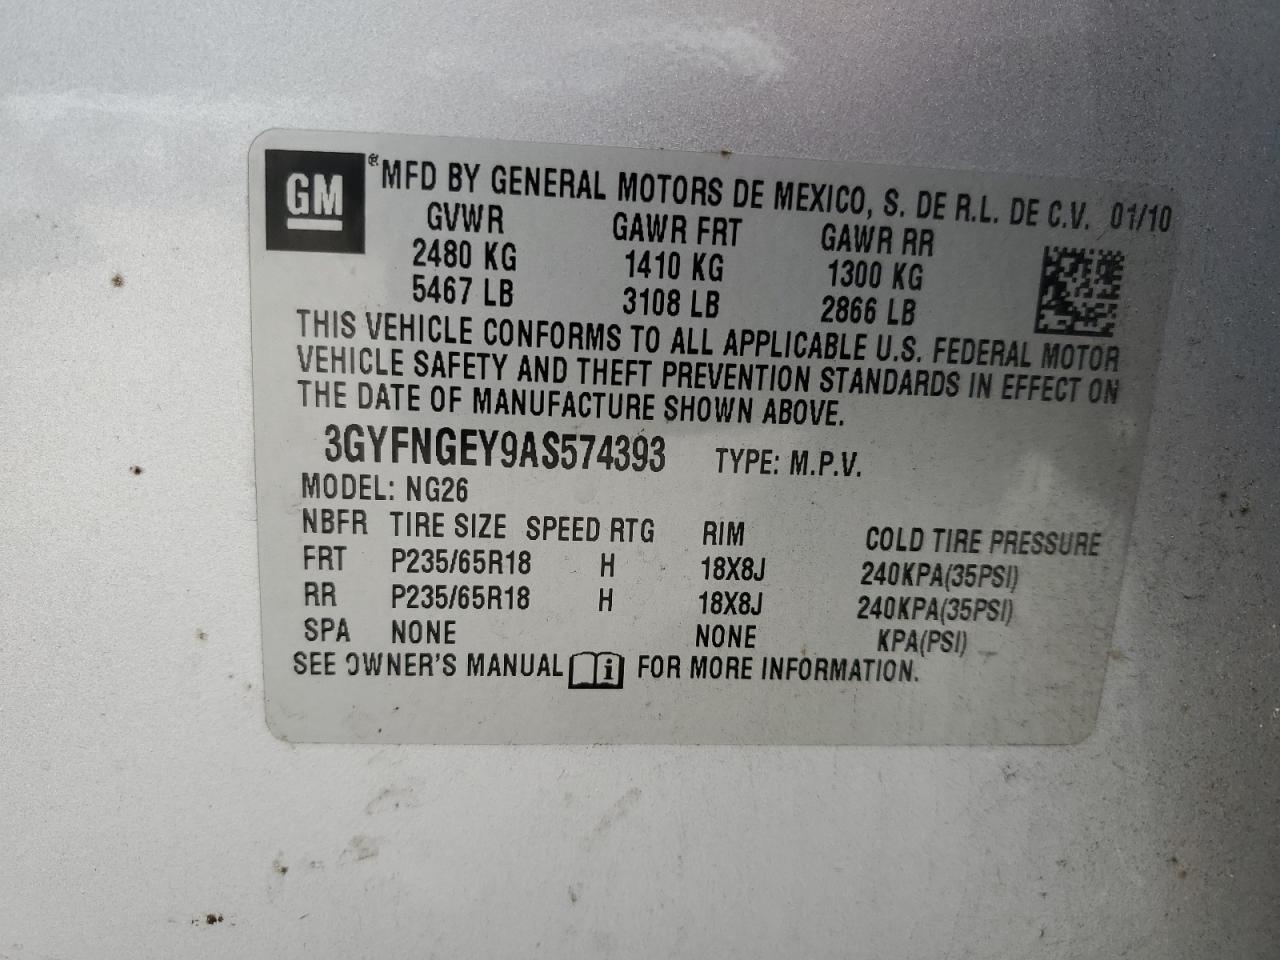 GM ® MFD BY GENERAL MOTORS DE MEXICO, S. DE R.L. DE C.V. 01/10
GVWR GAWR FRT GAWR RR
2480 KG 1410 KG 1300 KG
5467 LB 3108 LB 2866 LB
THIS VEHICLE CONFORMS TO ALL APPLICABLE U.S. FEDERAL MOTOR
VEHICLE SAFETY AND THEFT PREVENTION STANDARDS IN EFFECT ON
THE DATE OF MANUFACTURE SHOWN ABOVE.
3GYFNGEY9AS574393 TYPE: M.P.V.
MODEL: NG26
NBFR TIRE SIZE SPEED RTG RIM COLD TIRE PRESSURE
FRT P235/65R18 H 18X8J 240KPA(35PSI)
RR P235/65R18 H 18X8J 240KPA(35PSI)
SPA NONE NONE KPA(PSI)
SEE OWNER'S MANUAL i FOR MORE INFORMATION.